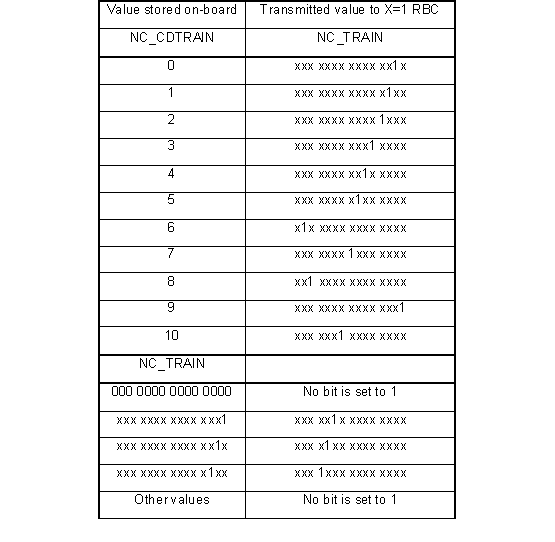 Value stored on-board Transmitted value to X=1 RBC
NC_CDTRAIN NC_TRAIN
0 xxx xxxx xxxx xx1x
1 xxx xxxx xxxx x1xx
2 xxx xxxx xxxx 1xxx
3 xxx xxxx xxx1 xxxx
4 xxx xxxx xx1x xxxx
5 xxx xxxx x1xx xxxx
6 x1x xxxx xxxx xxxx
7 xxx xxxx 1xxx xxxx
8 xx1 xxxx xxxx xxxx
9 xxx xxxx xxxx xxx1
10 xxx xxx1 xxxx xxxx
NC_TRAIN
000 0000 0000 0000 No bit is set to 1
xxx xxxx xxxx xxx1 xxx xx1x xxxx xxxx
xxx xxxx xxxx xx1x xxx x1xx xxxx xxxx
xxx xxxx xxxx x1xx xxx 1xxx xxxx xxxx
Other values No bit is set to 1